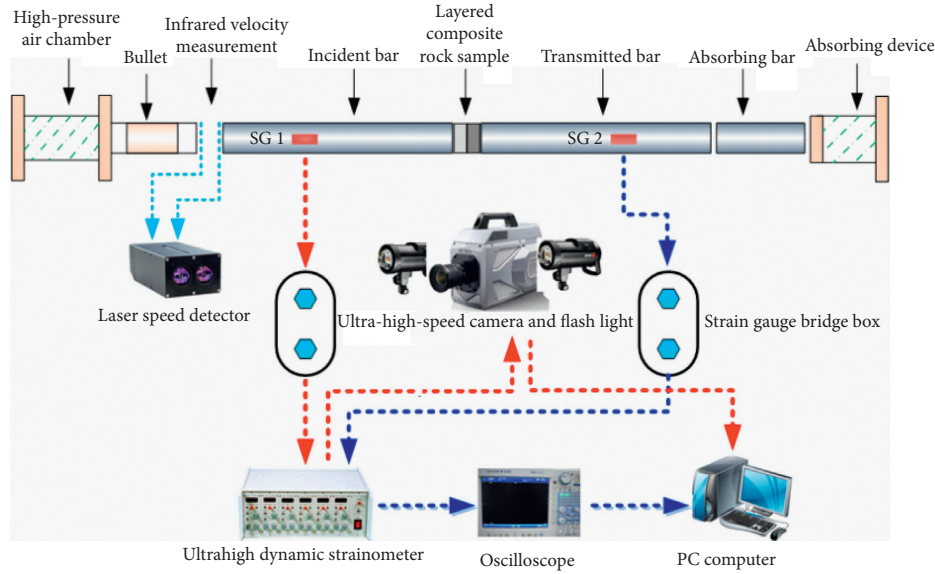 High-pressure
air chamber
Infrared velocity
measurement
Bullet
Incident bar
Layered
composite
rock sample
Transmitted bar
Absorbing bar
Absorbing device
SG 1
SG 2
Laser speed detector
Ultra-high-speed camera and flash light
Strain gauge bridge box
Ultrahigh dynamic strainometer
Oscilloscope
PC computer